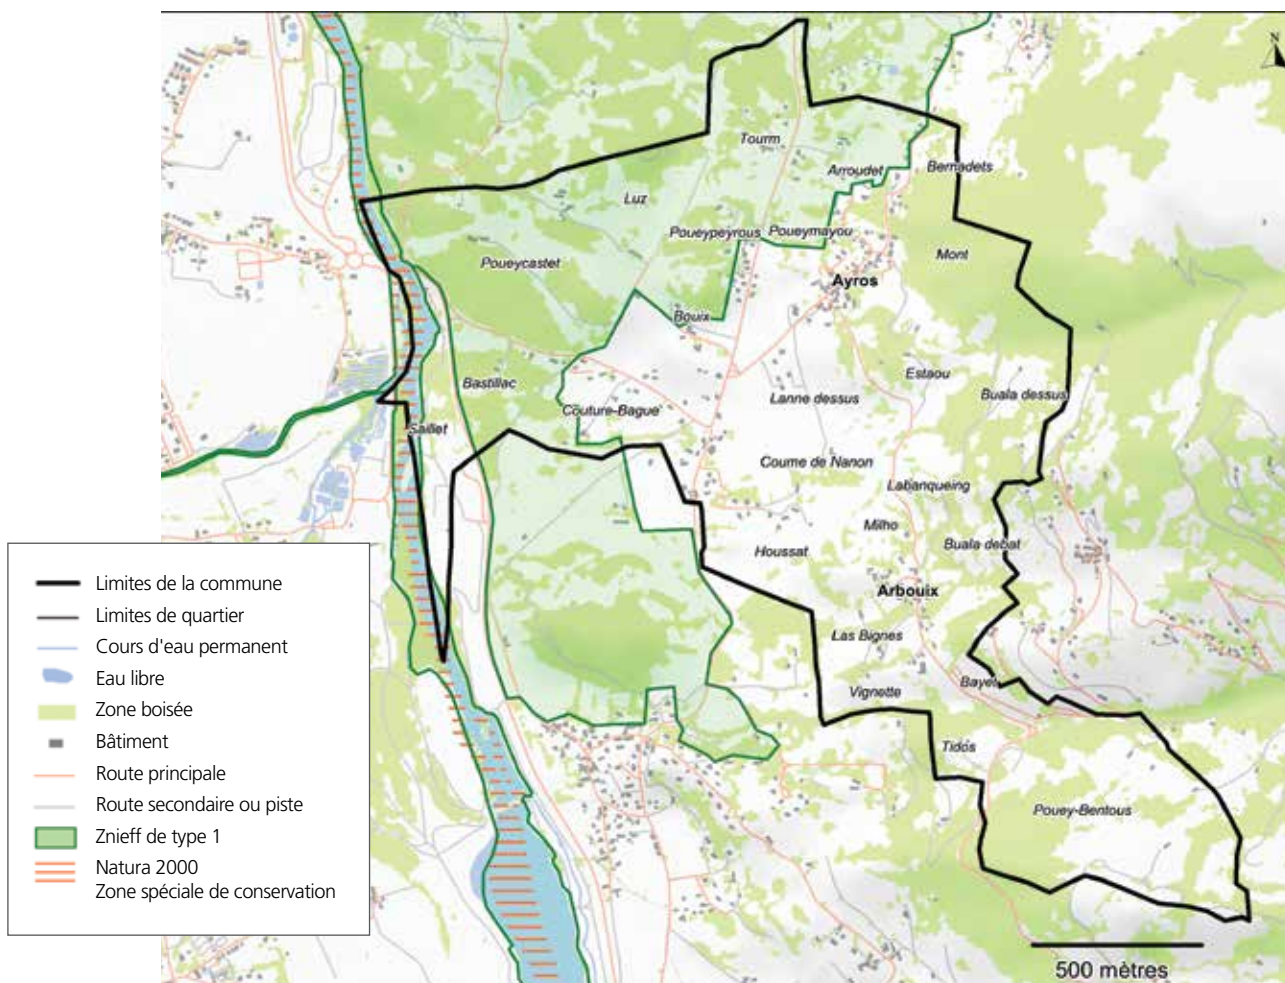 N
Tourm
Arroudet
Bernadets
Luz
Poueypeyrous
Poueymayou
Mont
Poueycastet
Ayros
Bouix
Estaou
Bastillac
Buala dessus
Lanne dessus
Couture-Bague
Saillet
Coume de Nanon
Labanqueing
Milho
Houssat
Buala debat
Arbouix
Las Bignes
Bayet
Vignette
Tidos
Pouey-Bentous
500 mètres
Limites de la commune
Limites de quartier
Cours d'eau permanent
Eau libre
Zone boisée
Bâtiment
Route principale
Route secondaire ou piste
Znieff de type 1
Natura 2000
Zone spéciale de conservation